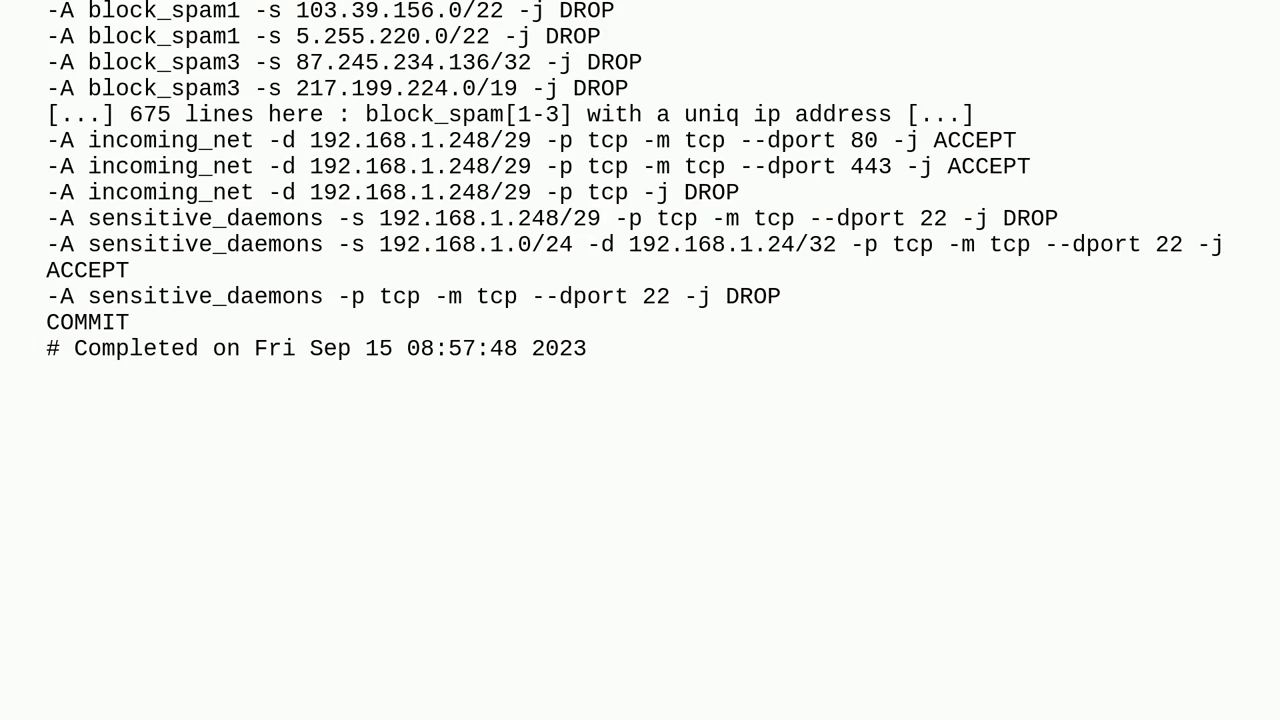 -A block_spam1 -s 103.39.156.0/22 -j DROP
-A block_spam1 -s 5.255.220.0/22 -j DROP
-A block_spam3 -s 87.245.234.136/32 -j DROP
-A block_spam3 -s 217.199.224.0/19 -j DROP
[...] 675 lines here : block_spam[1-3] with a uniq ip address [...]
-A incoming_net -d 192.168.1.248/29 -p tcp -m tcp --dport 80 -j ACCEPT
-A incoming_net -d 192.168.1.248/29 -p tcp -m tcp --dport 443 -j ACCEPT
-A incoming_net -d 192.168.1.248/29 -p tcp -j DROP
-A sensitive_daemons -s 192.168.1.248/29 -p tcp -m tcp --dport 22 -j DROP
-A sensitive_daemons -s 192.168.1.0/24 -d 192.168.1.24/32 -p tcp -m tcp --dport 22 -j
ACCEPT
-A sensitive_daemons -p tcp -m tcp --dport 22 -j DROP
COMMIT
# Completed on Fri Sep 15 08:57:48 2023